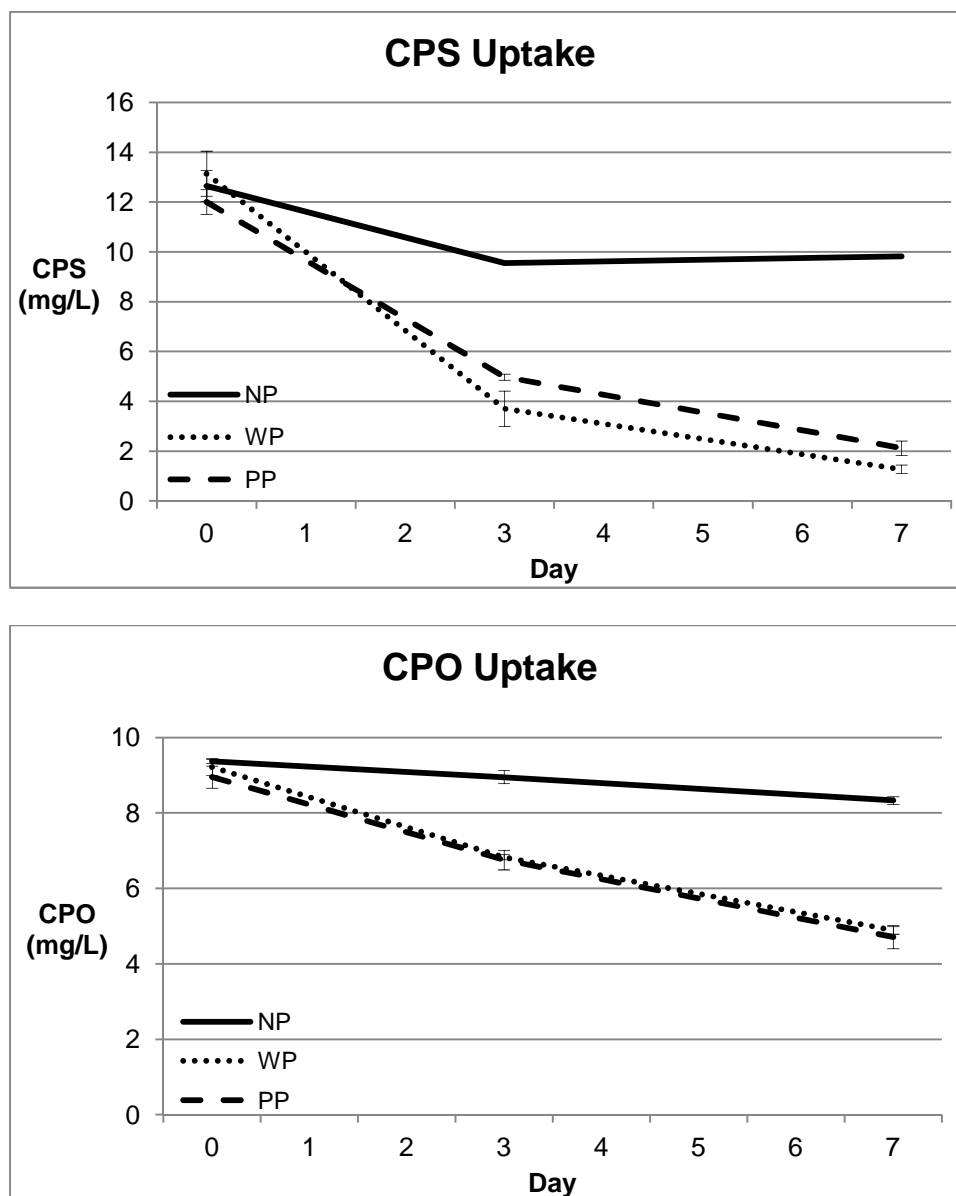 CPS Uptake
16
14
12
10
8
6
4
2
0
CPS
(mg/L)
NP
WP
PP
0 1 2 3 4 5 6 7
Day
CPO Uptake
10
8
6
4
2
0
CPO
(mg/L)
NP
WP
PP
0 1 2 3 4 5 6 7
Day